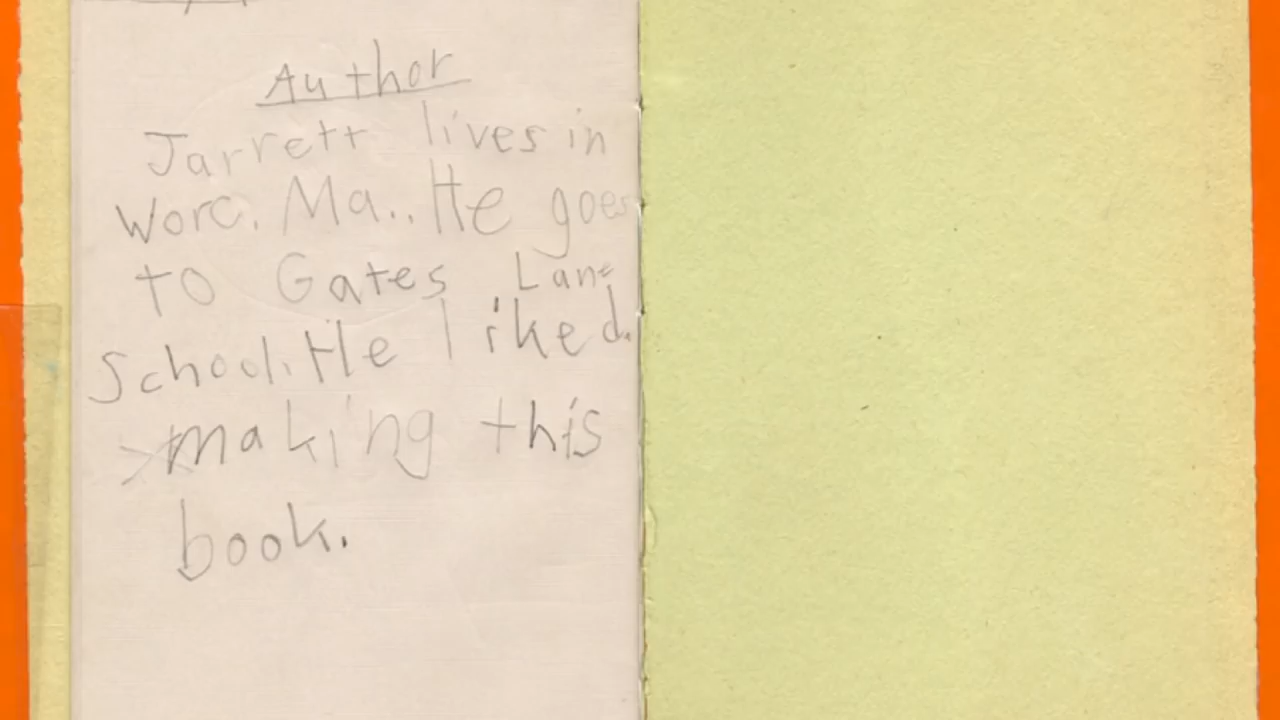 Author
Jarrett lives in
Worc. Ma.. He goes
to Gates Lane
School. He liked.
making this
book.